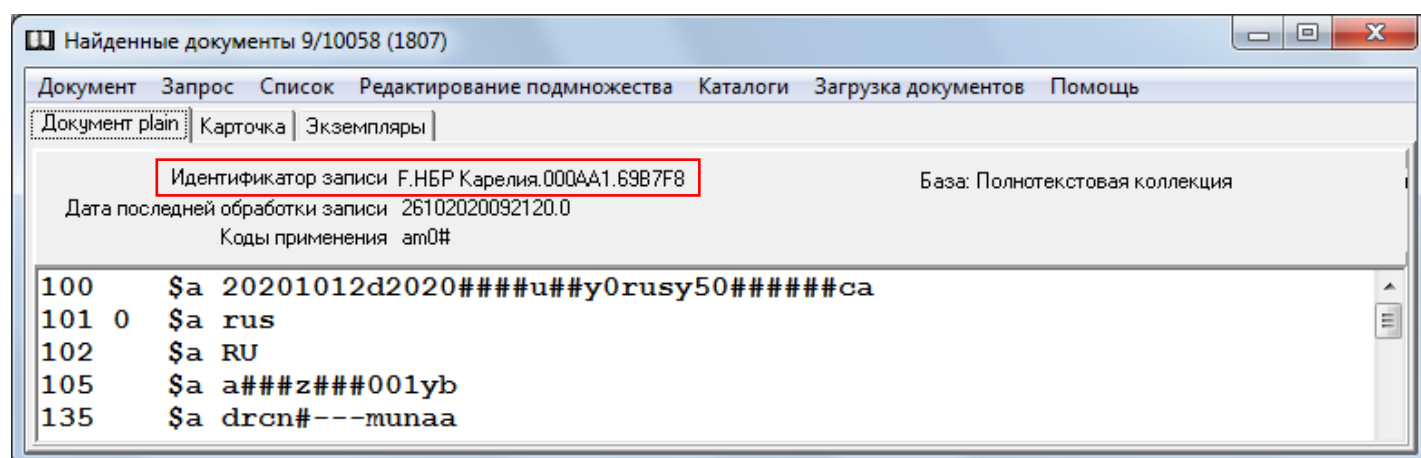 Найденные документы 9/10058 (1807)
Документ Запрос Список Редактирование подмножества Каталоги Загрузка документов Помощь
Документ plain Карточка Экземпляры
Идентификатор записи F.НБР Карелия.000AA1.69B7F8 База: Полнотекстовая коллекция
Дата последней обработки записи 26102020092120.0
Коды применения am0#
100 $a 20201012d2020####u##y0rusy50######ca
101 0 $a rus
102 $a RU
105 $a a###z###001yb
135 $a drcn#---munaa